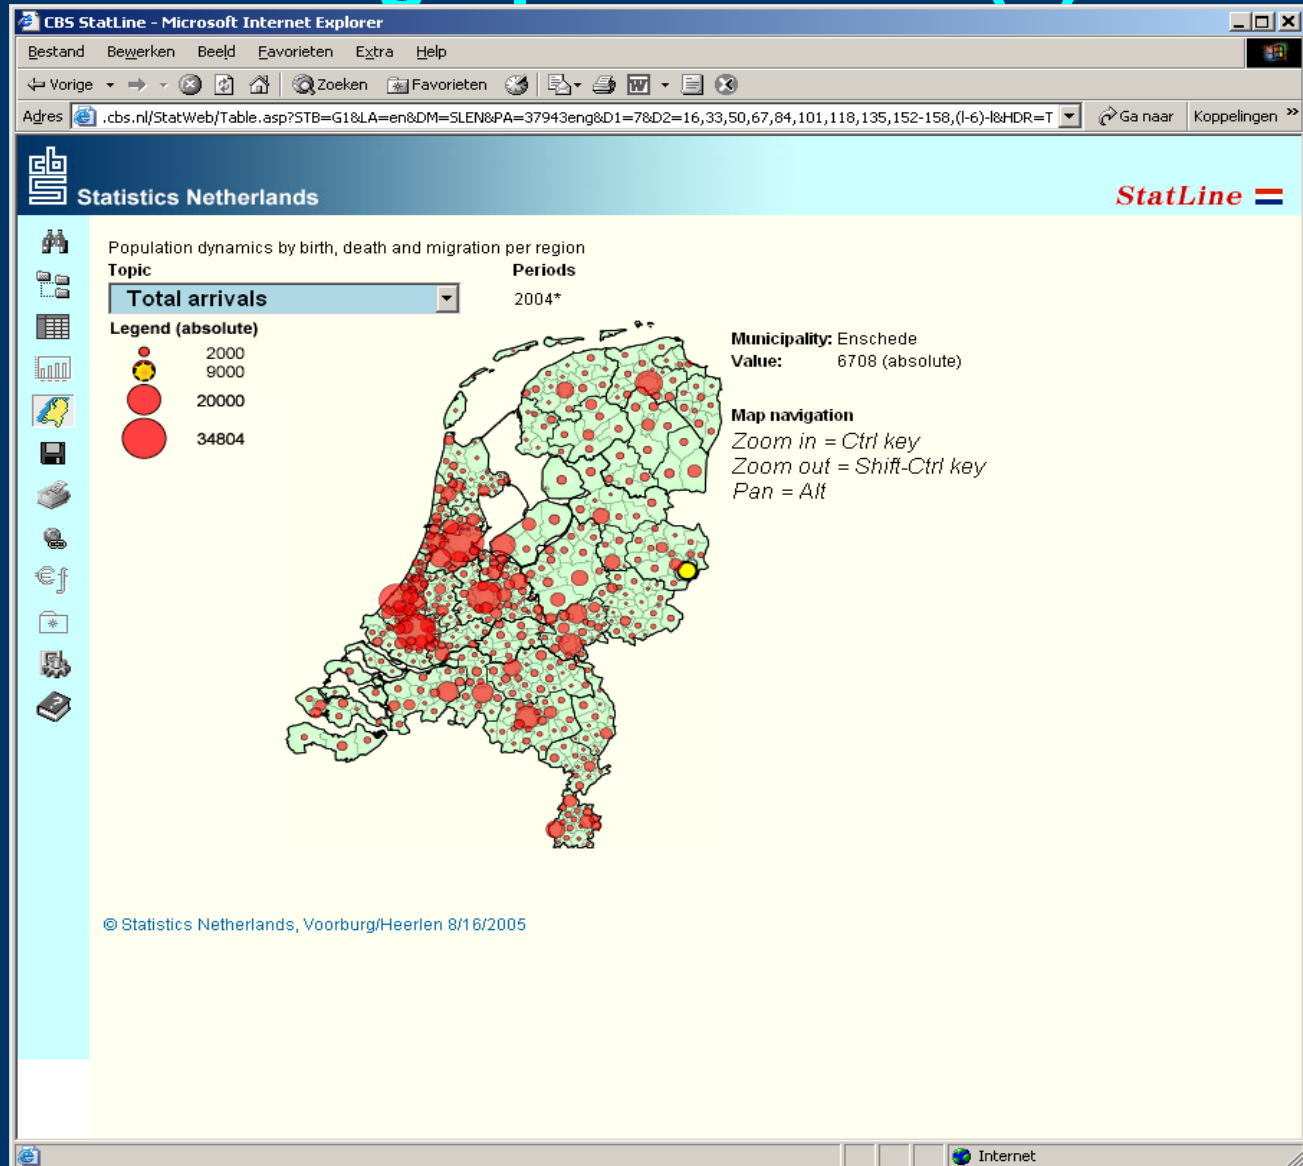 CBS StatLine - Microsoft Internet Explorer
Bestand Bewerken Beeld Favorieten Extra Help
Vorige Zoeken Favorieten
Adres .cbs.nl/StatWeb/Table.asp?STB=G1&LA=en&DM=SLEN&PA=37943eng&D1=7&D2=16,33,50,67,84,101,118,135,152-158,(l-6)-l&HDR=T Ga naar Koppelingen »
Statistics Netherlands
StatLine
Population dynamics by birth, death and migration per region
Topic Periods
Total arrivals 2004*
Legend (absolute)
2000
9000
20000
34804
Municipality: Enschede
Value: 6708 (absolute)
Map navigation
Zoom in = Ctrl key
Zoom out = Shift-Ctrl key
Pan = Alt
© Statistics Netherlands, Voorburg/Heerlen 8/16/2005
Internet